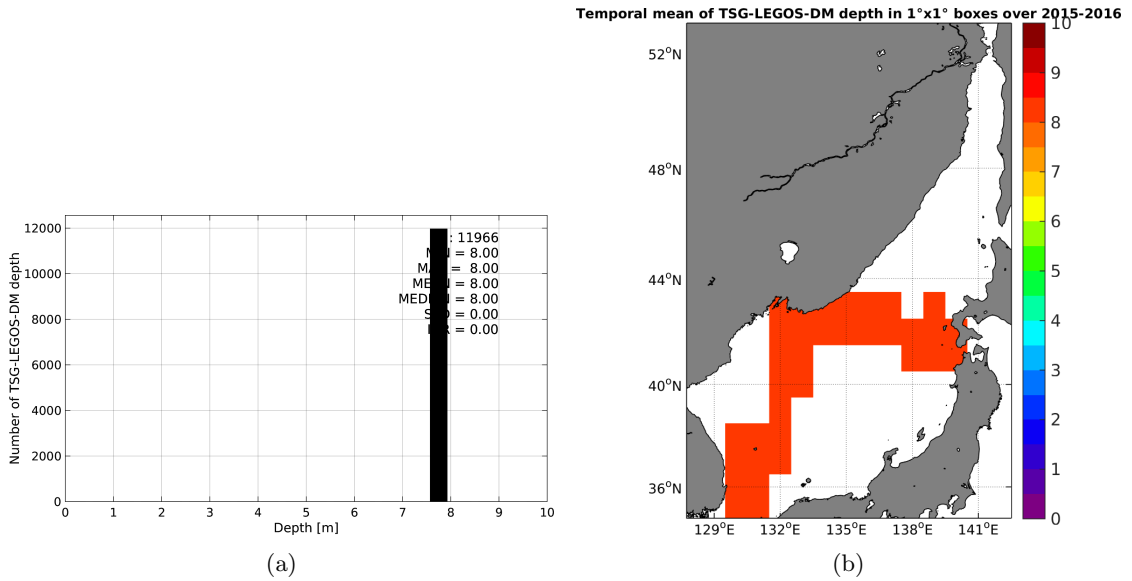 Temporal mean of TSG-LEGOS-DM depth in 1°x1° boxes over 2015-2016
12000
10000
8000
6000
4000
2000
0
Number of TSG-LEGOS-DM depth
: 11966
= 8.00
= 8.00
= 8.00
= 8.00
= 0.00
= 0.00
0 1 2 3 4 5 6 7 8 9 10
Depth [m]
(a)
52°N
48°N
44°N
40°N
36°N
129°E 132°E 135°E 138°E 141°E
10
9
8
7
6
5
4
3
2
1
0
(b)